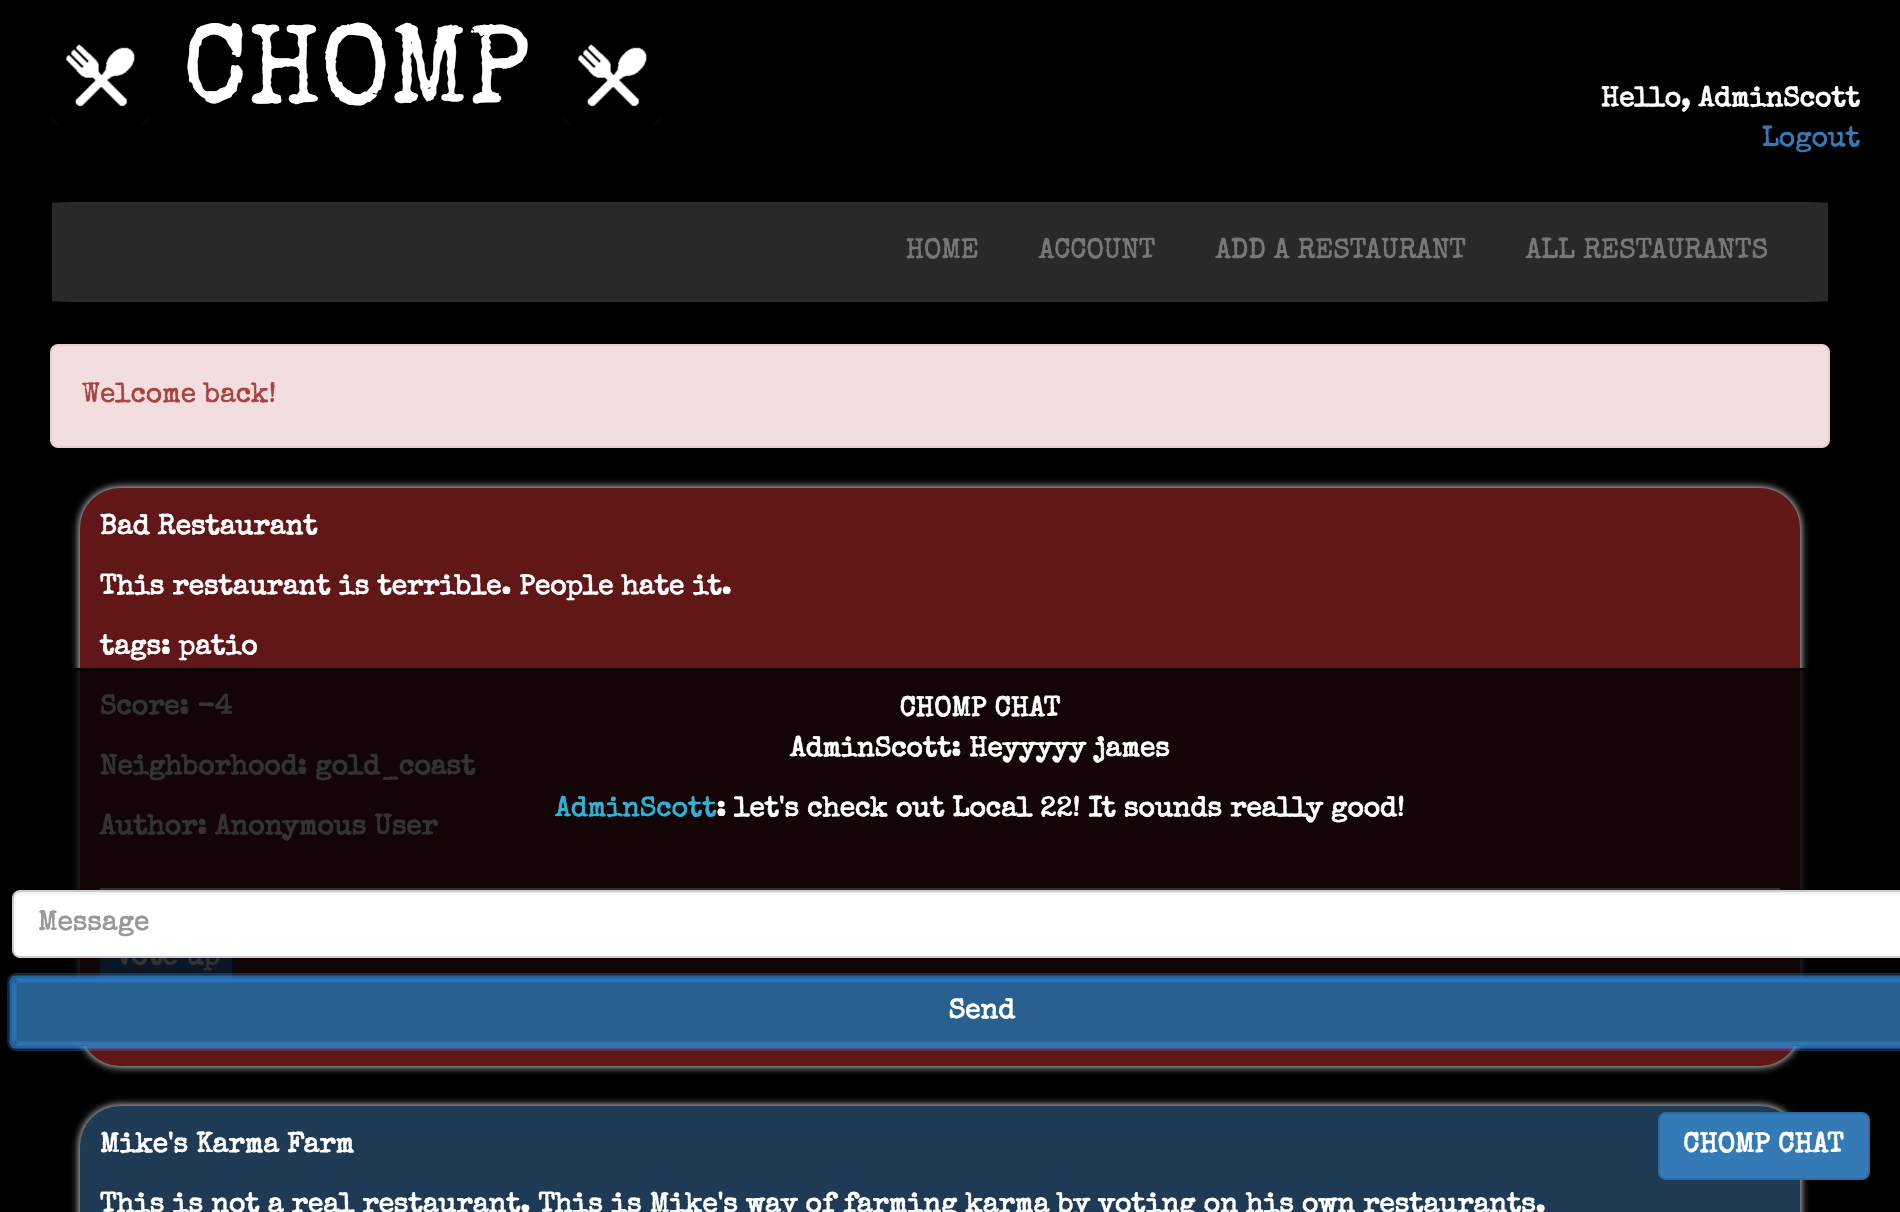 CHOMP
Hello, AdminScott
Logout
HOME ACCOUNT ADD A RESTAURANT ALL RESTAURANTS
Welcome back!
Bad Restaurant
This restaurant is terrible. People hate it.
tags: patio
Score: -4
Neighborhood: gold_coast
Author: Anonymous User
CHOMP CHAT
AdminScott: Heyyyyy james
AdminScott: let's check out Local 22! It sounds really good!
Message
Vote up
Send
Mike's Karma Farm
CHOMP CHAT
This is not a real restaurant. This is Mike's way of farming karma by voting on his own restaurants.